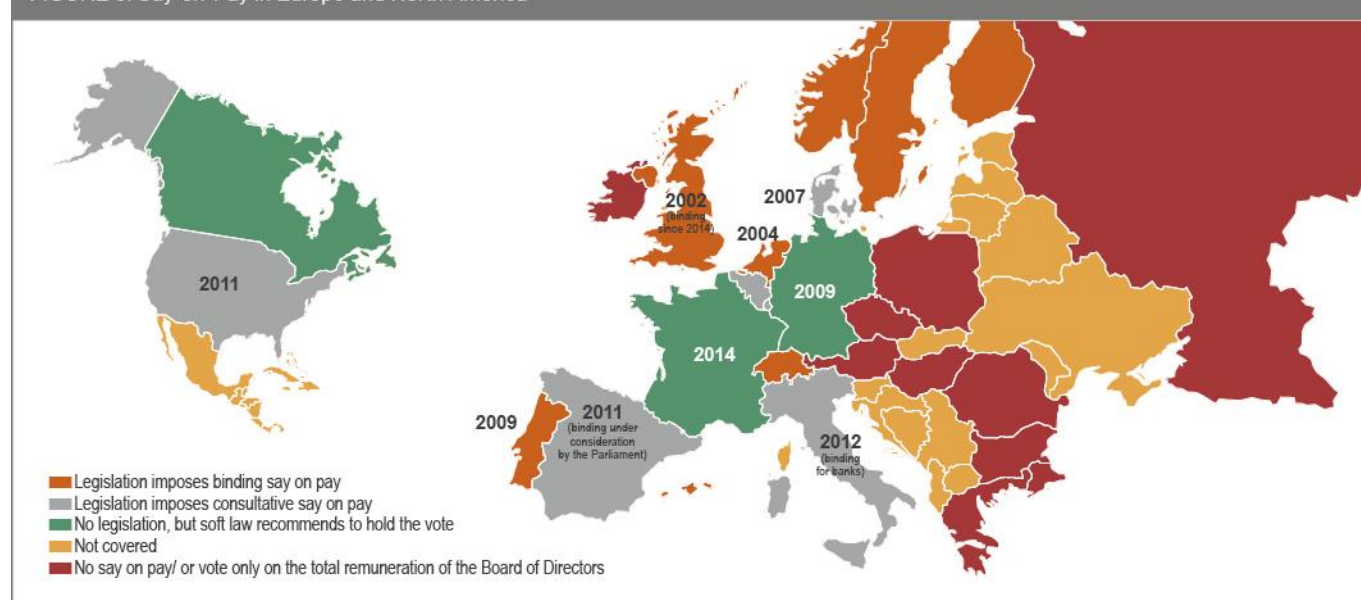 2011
2002
(binding
since 2014)
2007
2004
2009
2014
2009
2011
(binding under
consideration
by the Parliament)
2012
(binding
for banks)
Legislation imposes binding say on pay
Legislation imposes consultative say on pay
No legislation, but soft law recommends to hold the vote
Not covered
No say on pay/ or vote only on the total remuneration of the Board of Directors